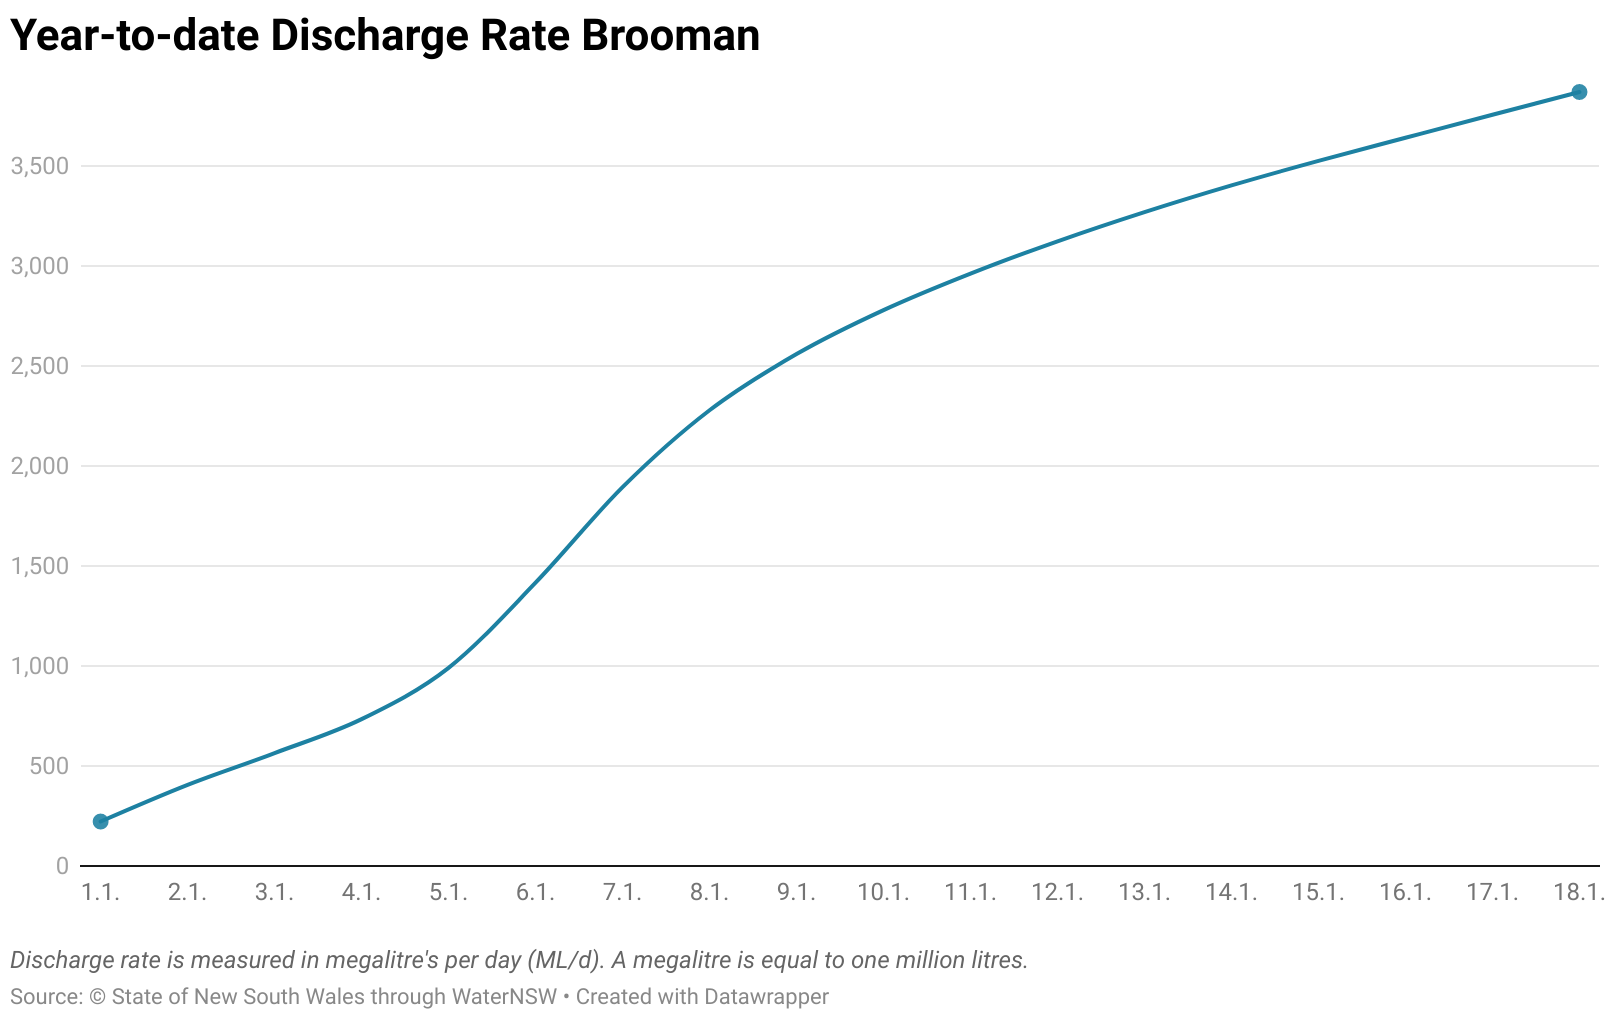 Year-to-date Discharge Rate Brooman
3,500
3,000
2,500
2,000
1,500
1,000
500
0
1.1. 2.1. 3.1. 4.1. 5.1. 6.1. 7.1. 8.1. 9.1. 10.1. 11.1. 12.1. 13.1. 14.1. 15.1. 16.1. 17.1. 18.1.
Discharge rate is measured in megalitre's per day (ML/d). A megalitre is equal to one million litres.
Source: © State of New South Wales through WaterNSW • Created with Datawrapper